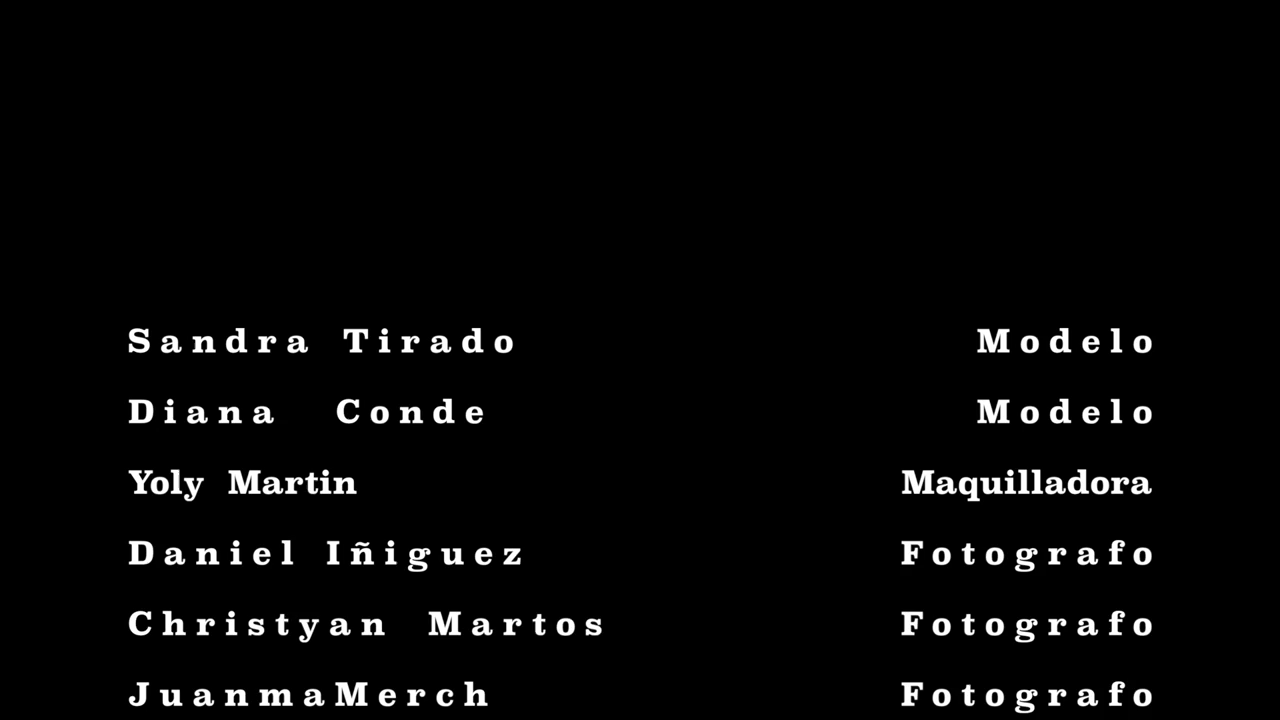 Sandra Tirado Modelo
Diana Conde Modelo
Yoly Martin Maquilladora
Daniel Iñiguez Fotografo
Christyan Martos Fotografo
JuanmaMerch Fotografo